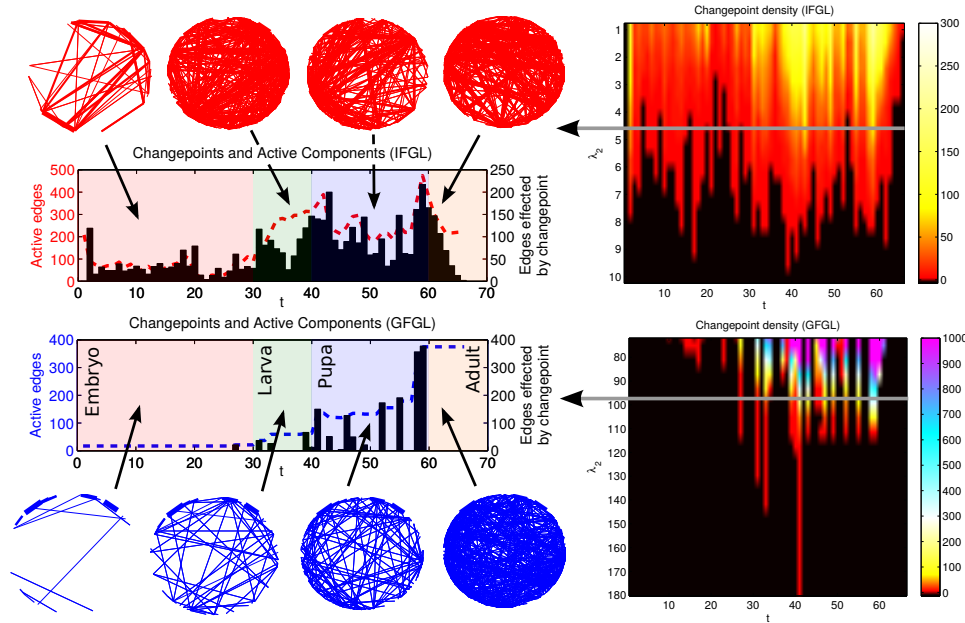 Changepoint density (IFGL)
1
2
3
4
5
6
7
8
9
10
λ2
10 20 30 40 50 60
t
300
250
200
150
100
50
0
Changepoints and Active Components (IFGL)
Active edges
500
400
300
200
100
0
250
200
150
100
50
0
Edges effected
by changepoint
0 10 20 30 40 50 60 70
t
Changepoints and Active Components (GFGL)
Active edges
400
300
200
100
0
Embryo
Larva
Pupa
Adult
400
300
200
100
0
Edges effected
by changepoint
0 10 20 30 40 50 60 70
t
Changepoint density (GFGL)
80
90
100
110
120
130
140
150
160
170
180
λ2
10 20 30 40 50 60
t
1000
900
800
700
600
500
400
300
200
100
0